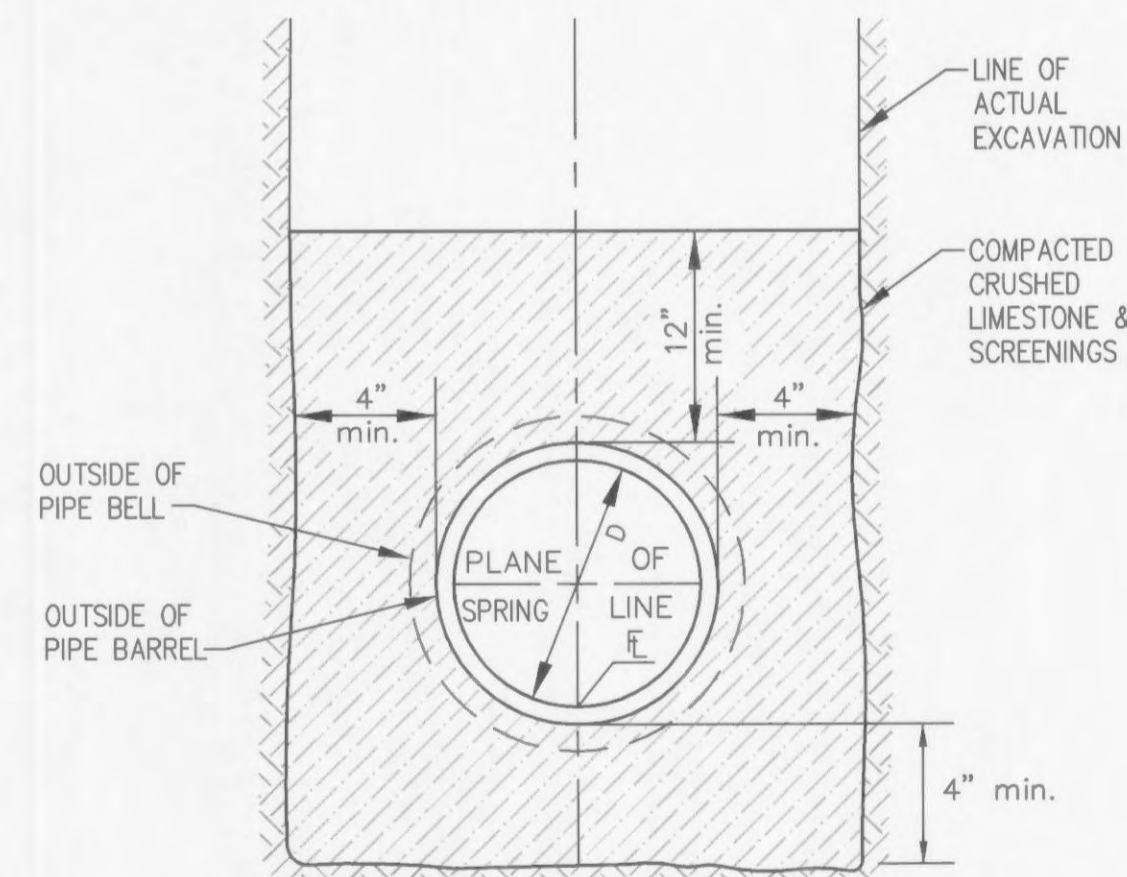 LINE OF
ACTUAL
EXCAVATION
COMPACTED
CRUSHED
LIMESTONE &
SCREENINGS
12"
min.
4"
min.
4"
min.
OUTSIDE OF
PIPE BELL
OUTSIDE OF
PIPE BARREL
D
PLANE OF
SPRING LINE
4" min.